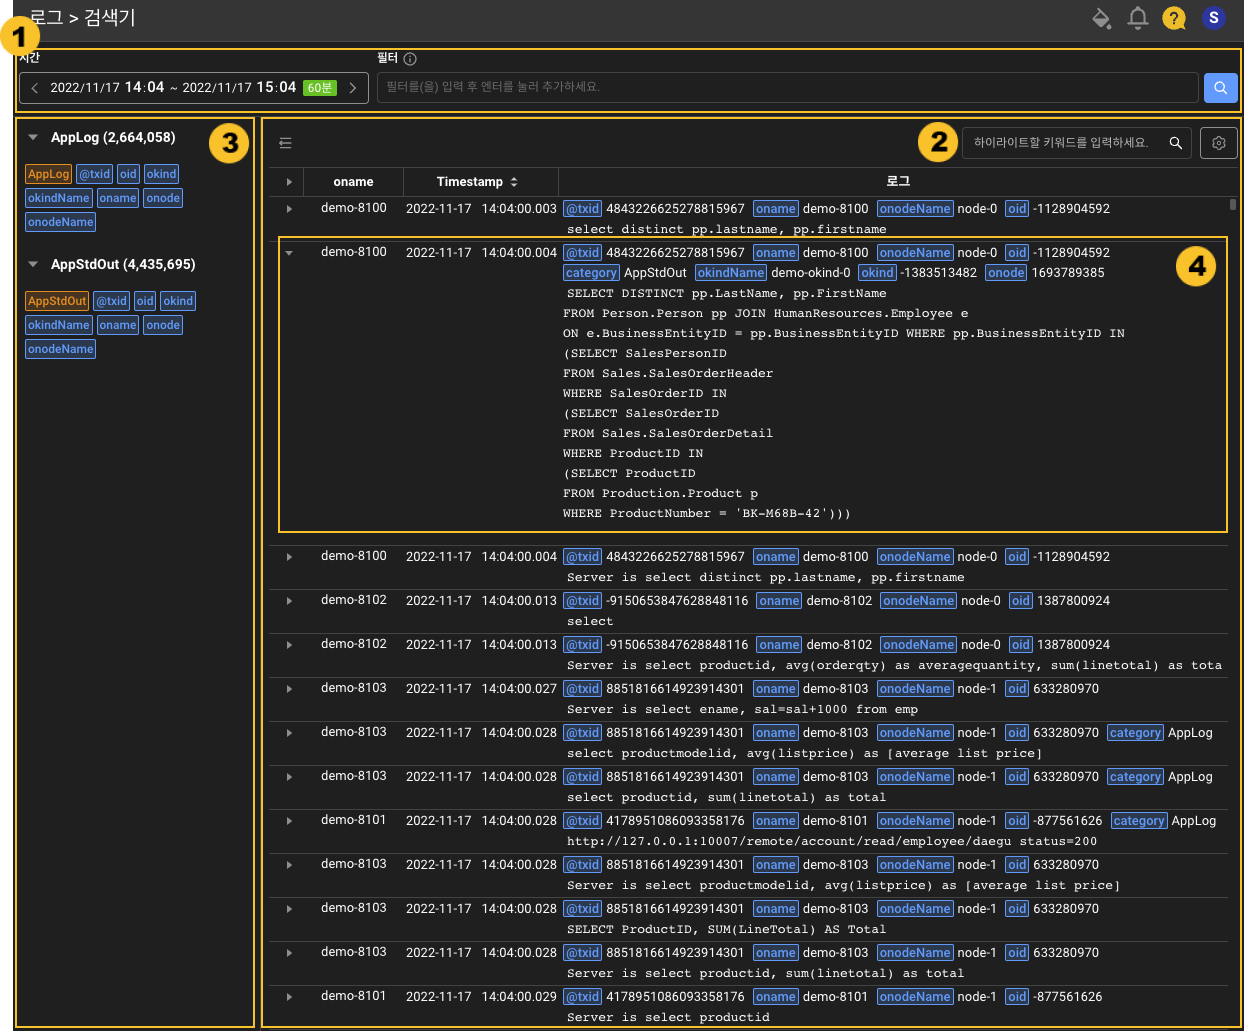 로그 > 검색기
? S
1
시간
필터
2022/11/17 14:04 ~ 2022/11/17 15:04 60분
필터를(을) 입력 후 엔터를 눌러 추가하세요.
AppLog (2,664,058)
3
AppLog @txid oid okind
okindName oname onode
onodeName
AppStdOut (4,435,695)
AppStdOut @txid oid okind
okindName oname onode
onodeName
2
하이라이트할 키워드를 입력하세요.
oname Timestamp 로그
demo-8100 2022-11-17 14:04:00.003 @txid 4843226625278815967 oname demo-8100 onodeName node-0 oid -1128904592
select distinct pp.lastname, pp.firstname
demo-8100 2022-11-17 14:04:00.004 @txid 4843226625278815967 oname demo-8100 onodeName node-0 oid -1128904592
4
category AppStdOut okindName demo-okind-0 okind -1383513482 onode 1693789385
SELECT DISTINCT pp.LastName, pp.FirstName
FROM Person.Person pp JOIN HumanResources.Employee e
ON e.BusinessEntityID = pp.BusinessEntityID WHERE pp.BusinessEntityID IN
(SELECT SalesPersonID
FROM Sales.SalesOrderHeader
WHERE SalesOrderID IN
(SELECT SalesOrderID
FROM Sales.SalesOrderDetail
WHERE ProductID IN
(SELECT ProductID
FROM Production.Product p
WHERE ProductNumber = 'BK-M68B-42')))
demo-8100 2022-11-17 14:04:00.004 @txid 4843226625278815967 oname demo-8100 onodeName node-0 oid -1128904592
Server is select distinct pp.lastname, pp.firstname
demo-8102 2022-11-17 14:04:00.013 @txid -9150653847628848116 oname demo-8102 onodeName node-0 oid 1387800924
select
demo-8102 2022-11-17 14:04:00.013 @txid -9150653847628848116 oname demo-8102 onodeName node-0 oid 1387800924
Server is select productid, avg(orderqty) as averagequantity, sum(linetotal) as tota
demo-8103 2022-11-17 14:04:00.027 @txid 8851816614923914301 oname demo-8103 onodeName node-1 oid 633280970
Server is select ename, sal=sal+1000 from emp
demo-8103 2022-11-17 14:04:00.028 @txid 8851816614923914301 oname demo-8103 onodeName node-1 oid 633280970 category AppLog
select productmodelid, avg(listprice) as [average list price]
demo-8103 2022-11-17 14:04:00.028 @txid 8851816614923914301 oname demo-8103 onodeName node-1 oid 633280970 category AppLog
select productid, sum(linetotal) as total
demo-8101 2022-11-17 14:04:00.028 @txid 4178951086093358176 oname demo-8101 onodeName node-1 oid -877561626 category AppLog
http://127.0.0.1:10007/remote/account/read/employee/daegu status=200
demo-8103 2022-11-17 14:04:00.028 @txid 8851816614923914301 oname demo-8103 onodeName node-1 oid 633280970
Server is select productmodelid, avg(listprice) as [average list price]
demo-8103 2022-11-17 14:04:00.028 @txid 8851816614923914301 oname demo-8103 onodeName node-1 oid 633280970
SELECT ProductID, SUM(LineTotal) AS Total
demo-8103 2022-11-17 14:04:00.028 @txid 8851816614923914301 oname demo-8103 onodeName node-1 oid 633280970
Server is select productid, sum(linetotal) as total
demo-8101 2022-11-17 14:04:00.029 @txid 4178951086093358176 oname demo-8101 onodeName node-1 oid -877561626
Server is select productid